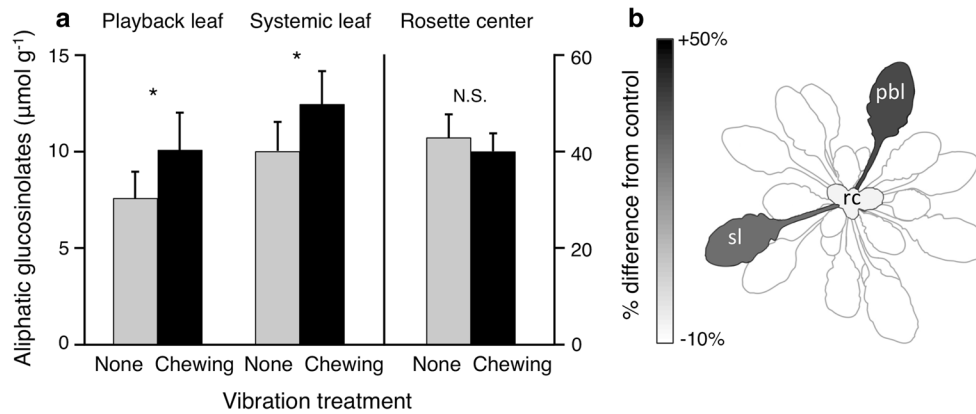 a
Playback leaf
Systemic leaf
Rosette center
b
Aliphatic glucosinolates (µmol g⁻¹)
15
10
5
0
*
*
N.S.
60
40
20
0
None
Chewing
None
Chewing
None
Chewing
Vibration treatment
% difference from control
+50%
-10%
pbl
rc
sl